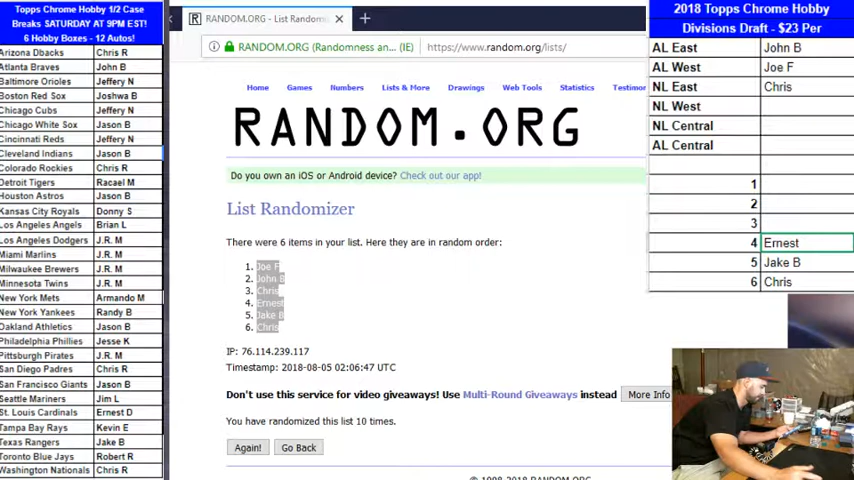 2018 Topps Chrome Hobby 1/2 Case
Breaks SATURDAY AT 9PM EST!
6 Hobby Boxes - 12 Autos!
Arizona Dbacks Chris R
Atlanta Braves John B
Baltimore Orioles Jeffery N
Boston Red Sox Joshwa B
Chicago Cubs Jeffery N
Chicago White Sox Jason B
Cincinnati Reds Jeffery N
Cleveland Indians Jason B
Colorado Rockies Chris R
Detroit Tigers Racael M
Houston Astros Jason B
Kansas City Royals Donny S
Los Angeles Angels Brian L
Los Angeles Dodgers J.R. M
Miami Marlins J.R. M
Milwaukee Brewers J.R. M
Minnesota Twins J.R. M
New York Mets Armando M
New York Yankees Randy B
Oakland Athletics Jason B
Philadelphia Phillies Jesse K
Pittsburgh Pirates J.R. M
San Diego Padres Chris R
San Francisco Giants Jason B
Seattle Mariners Jim L
St. Louis Cardinals Ernest D
Tampa Bay Rays Kevin E
Texas Rangers Jake B
Toronto Blue Jays Robert R
Washington Nationals Chris R
RANDOM.ORG - List Randomiz
RANDOM.ORG (Randomness an... (IE) https://www.random.org/lists/
Home Games Numbers Lists & More Drawings Web Tools Statistics Testimor
RANDOM.ORG
Do you own an iOS or Android device? Check out our app!
List Randomizer
There were 6 items in your list. Here they are in random order:
1. Joe F
2. John B
3. Chris
4. Ernest
5. Jake B
6. Chris
IP: 76.114.239.117
Timestamp: 2018-08-05 02:06:47 UTC
Don't use this service for video giveaways! Use Multi-Round Giveaways instead More Info
You have randomized this list 10 times.
Again! Go Back
2018 Topps Chrome Hobby
Divisions Draft - $23 Per
AL East John B
AL West Joe F
NL East Chris
NL West
NL Central
AL Central
1
2
3
4 Ernest
5 Jake B
6 Chris